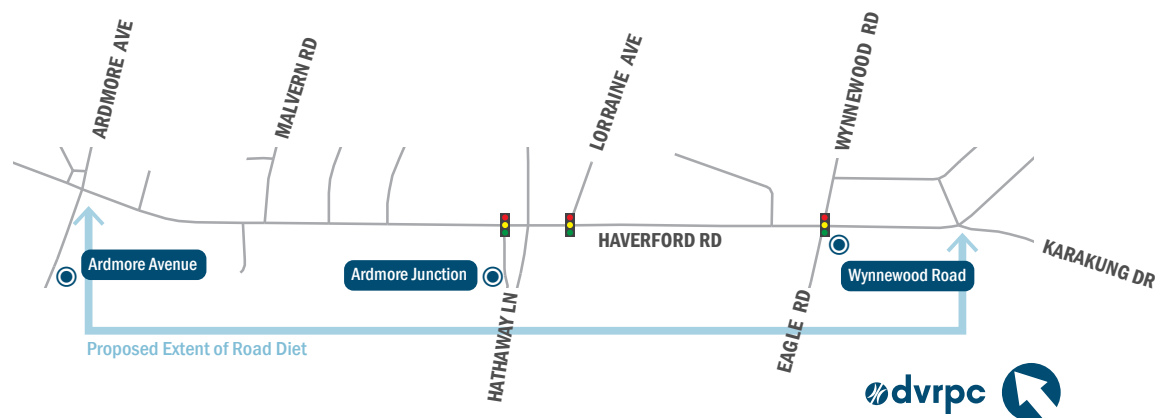 ARDMORE AVE
MALVERN RD
LORRAINE AVE
WYNNEWOOD RD
HAVERFORD RD
KARAKUNG DR
Ardmore Avenue
Ardmore Junction
Wynnewood Road
HATHAWAY LN
EAGLE RD
Proposed Extent of Road Diet
dvrpc